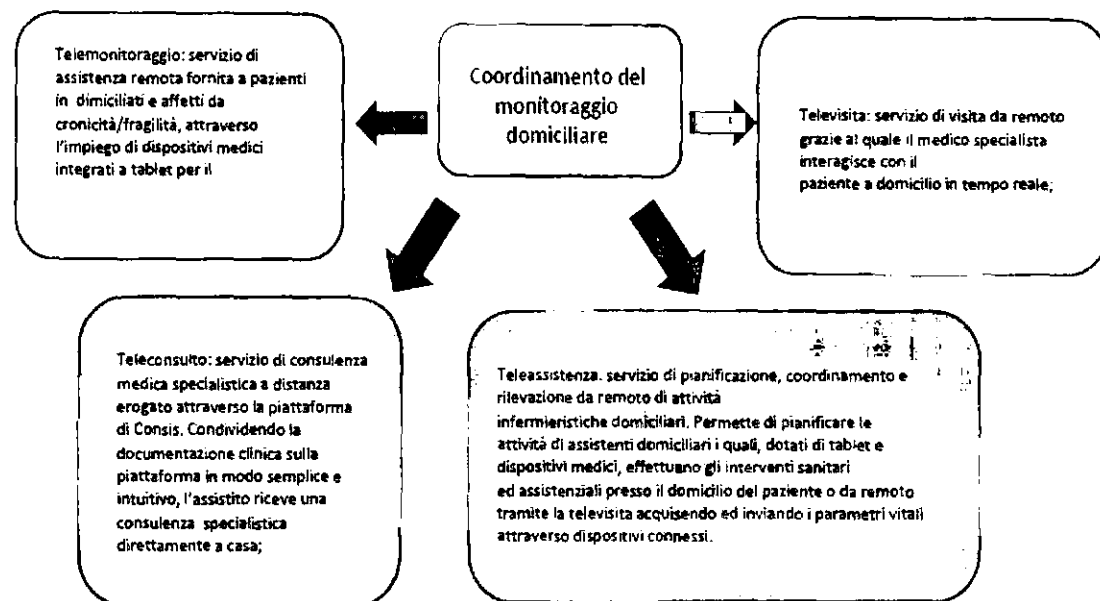 Telemonitoraggio: servizio di
assistenza remota fornita a pazienti
in dimiciliati e affetti da
cronicità/fragilità, attraverso
l'impiego di dispositivi medici
integrati a tablet per il
Coordinamento del
monitoraggio
domiciliare
Televisita: servizio di visita da remoto
grazie al quale il medico specialista
interagisce con il
paziente a domicilio in tempo reale;
Teleconsulto: servizio di consulenza
medica specialistica a distanza
erogato attraverso la piattaforma
di Consis. Condividendo la
documentazione clinica sulla
piattaforma in modo semplice e
intuitivo, l'assistito riceve una
consulenza specialistica
direttamente a casa;
Teleassistenza. servizio di pianificazione, coordinamento e
rilevazione da remoto di attività
infermieristiche domiciliari. Permette di pianificare le
attività di assistenti domiciliari i quali, dotati di tablet e
dispositivi medici, effettuano gli interventi sanitari
ed assistenziali presso il domicilio del paziente o da remoto
tramite la televisita acquisendo ed inviando i parametri vitali
attraverso dispositivi connessi.